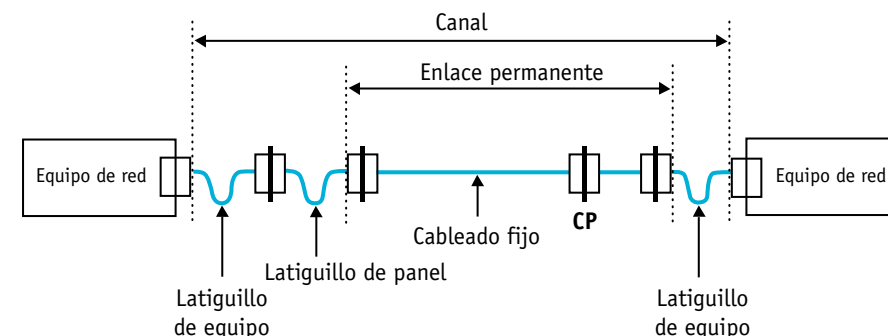 Canal
Enlace permanente
Equipo de red
Equipo de red
CP
Cableado fijo
Latiguillo de panel
Latiguillo
de equipo
Latiguillo
de equipo